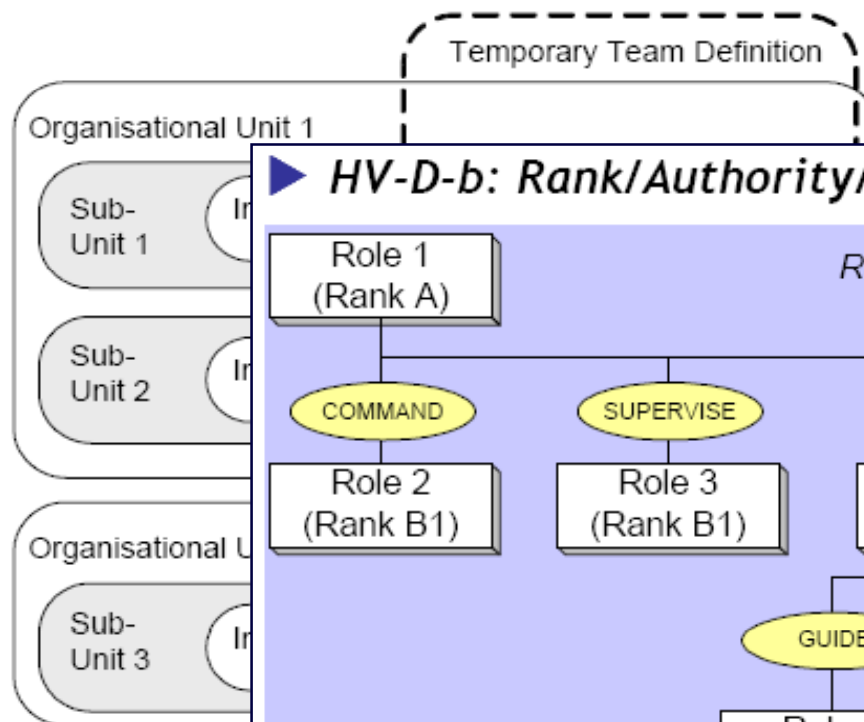 Temporary Team Definition
Organisational Unit 1
Sub-
Unit 1
Sub-
Unit 2
Organisational
Sub-
Unit 3
HV-D-b: Rank/Authority/
Role 1
(Rank A)
COMMAND
SUPERVISE
Role 2
(Rank B1)
Role 3
(Rank B1)
GUIDE